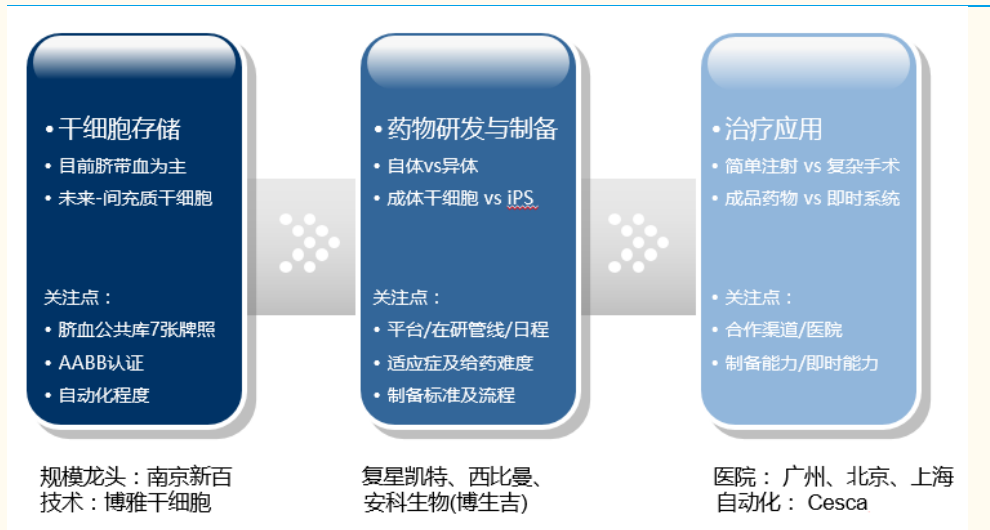 •干细胞存储
• 目前脐带血为主
• 未来-间充质干细胞
关注点：
• 脐血公共库7张牌照
• AABB认证
• 自动化程度
规模龙头：南京新百
技术：博雅干细胞
•药物研发与制备
• 自体vs异体
• 成体干细胞 vs iPS
关注点：
• 平台/在研管线/日程
• 适应症及给药难度
• 制备标准及流程
复星凯特、西比曼、
安科生物(博生吉)
•治疗应用
• 简单注射 vs 复杂手术
• 成品药物 vs 即时系统
• 关注点：
• 合作渠道/医院
• 制备能力/即时能力
医院： 广州、北京、上海
自动化： Cesca